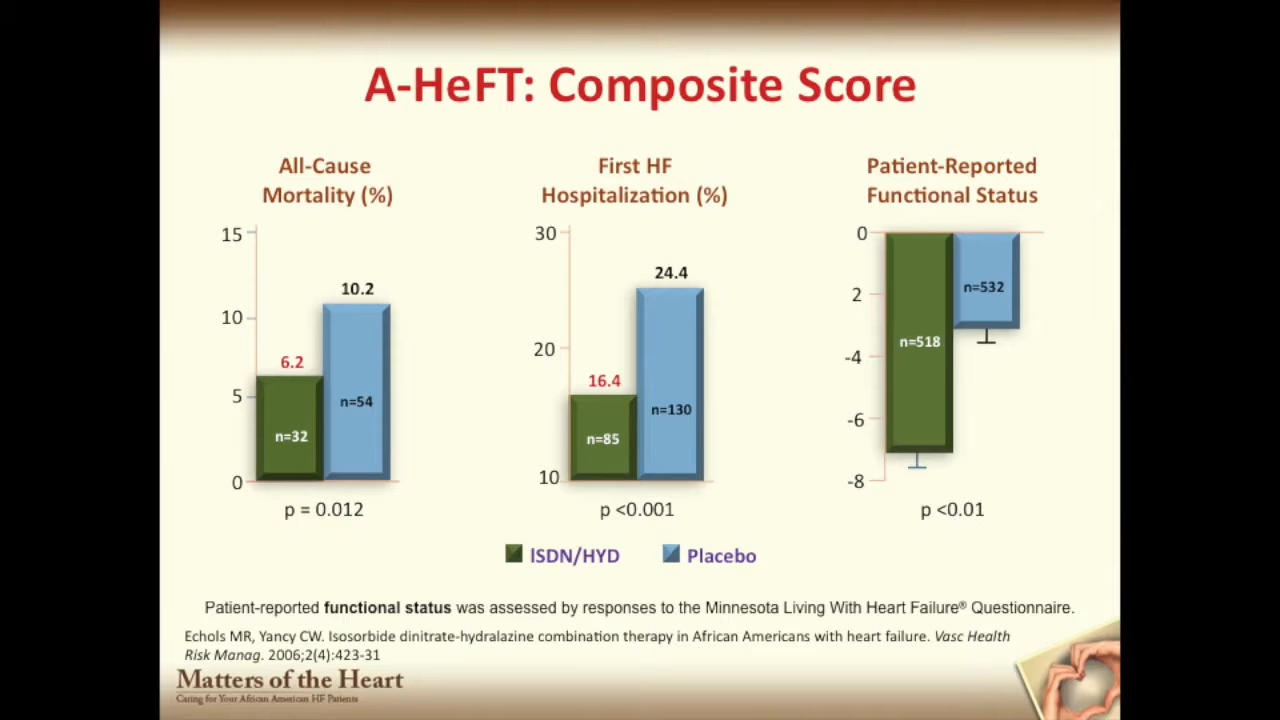 A-HeFT: Composite Score
All-Cause
Mortality (%)
15
10
5
0
6.2
10.2
n=32
n=54
p = 0.012
First HF
Hospitalization (%)
30
20
10
16.4
24.4
n=85
n=130
p <0.001
Patient-Reported
Functional Status
0
2
-4
-6
-8
n=518
n=532
p <0.01
ISDN/HYD
Placebo
Patient-reported functional status was assessed by responses to the Minnesota Living With Heart Failure® Questionnaire.
Echols MR, Yancy CW. Isosorbide dinitrate-hydralazine combination therapy in African Americans with heart failure. Vasc Health
Risk Manag. 2006;2(4):423-31
Matters of the Heart
Caring for Your African American HF Patients